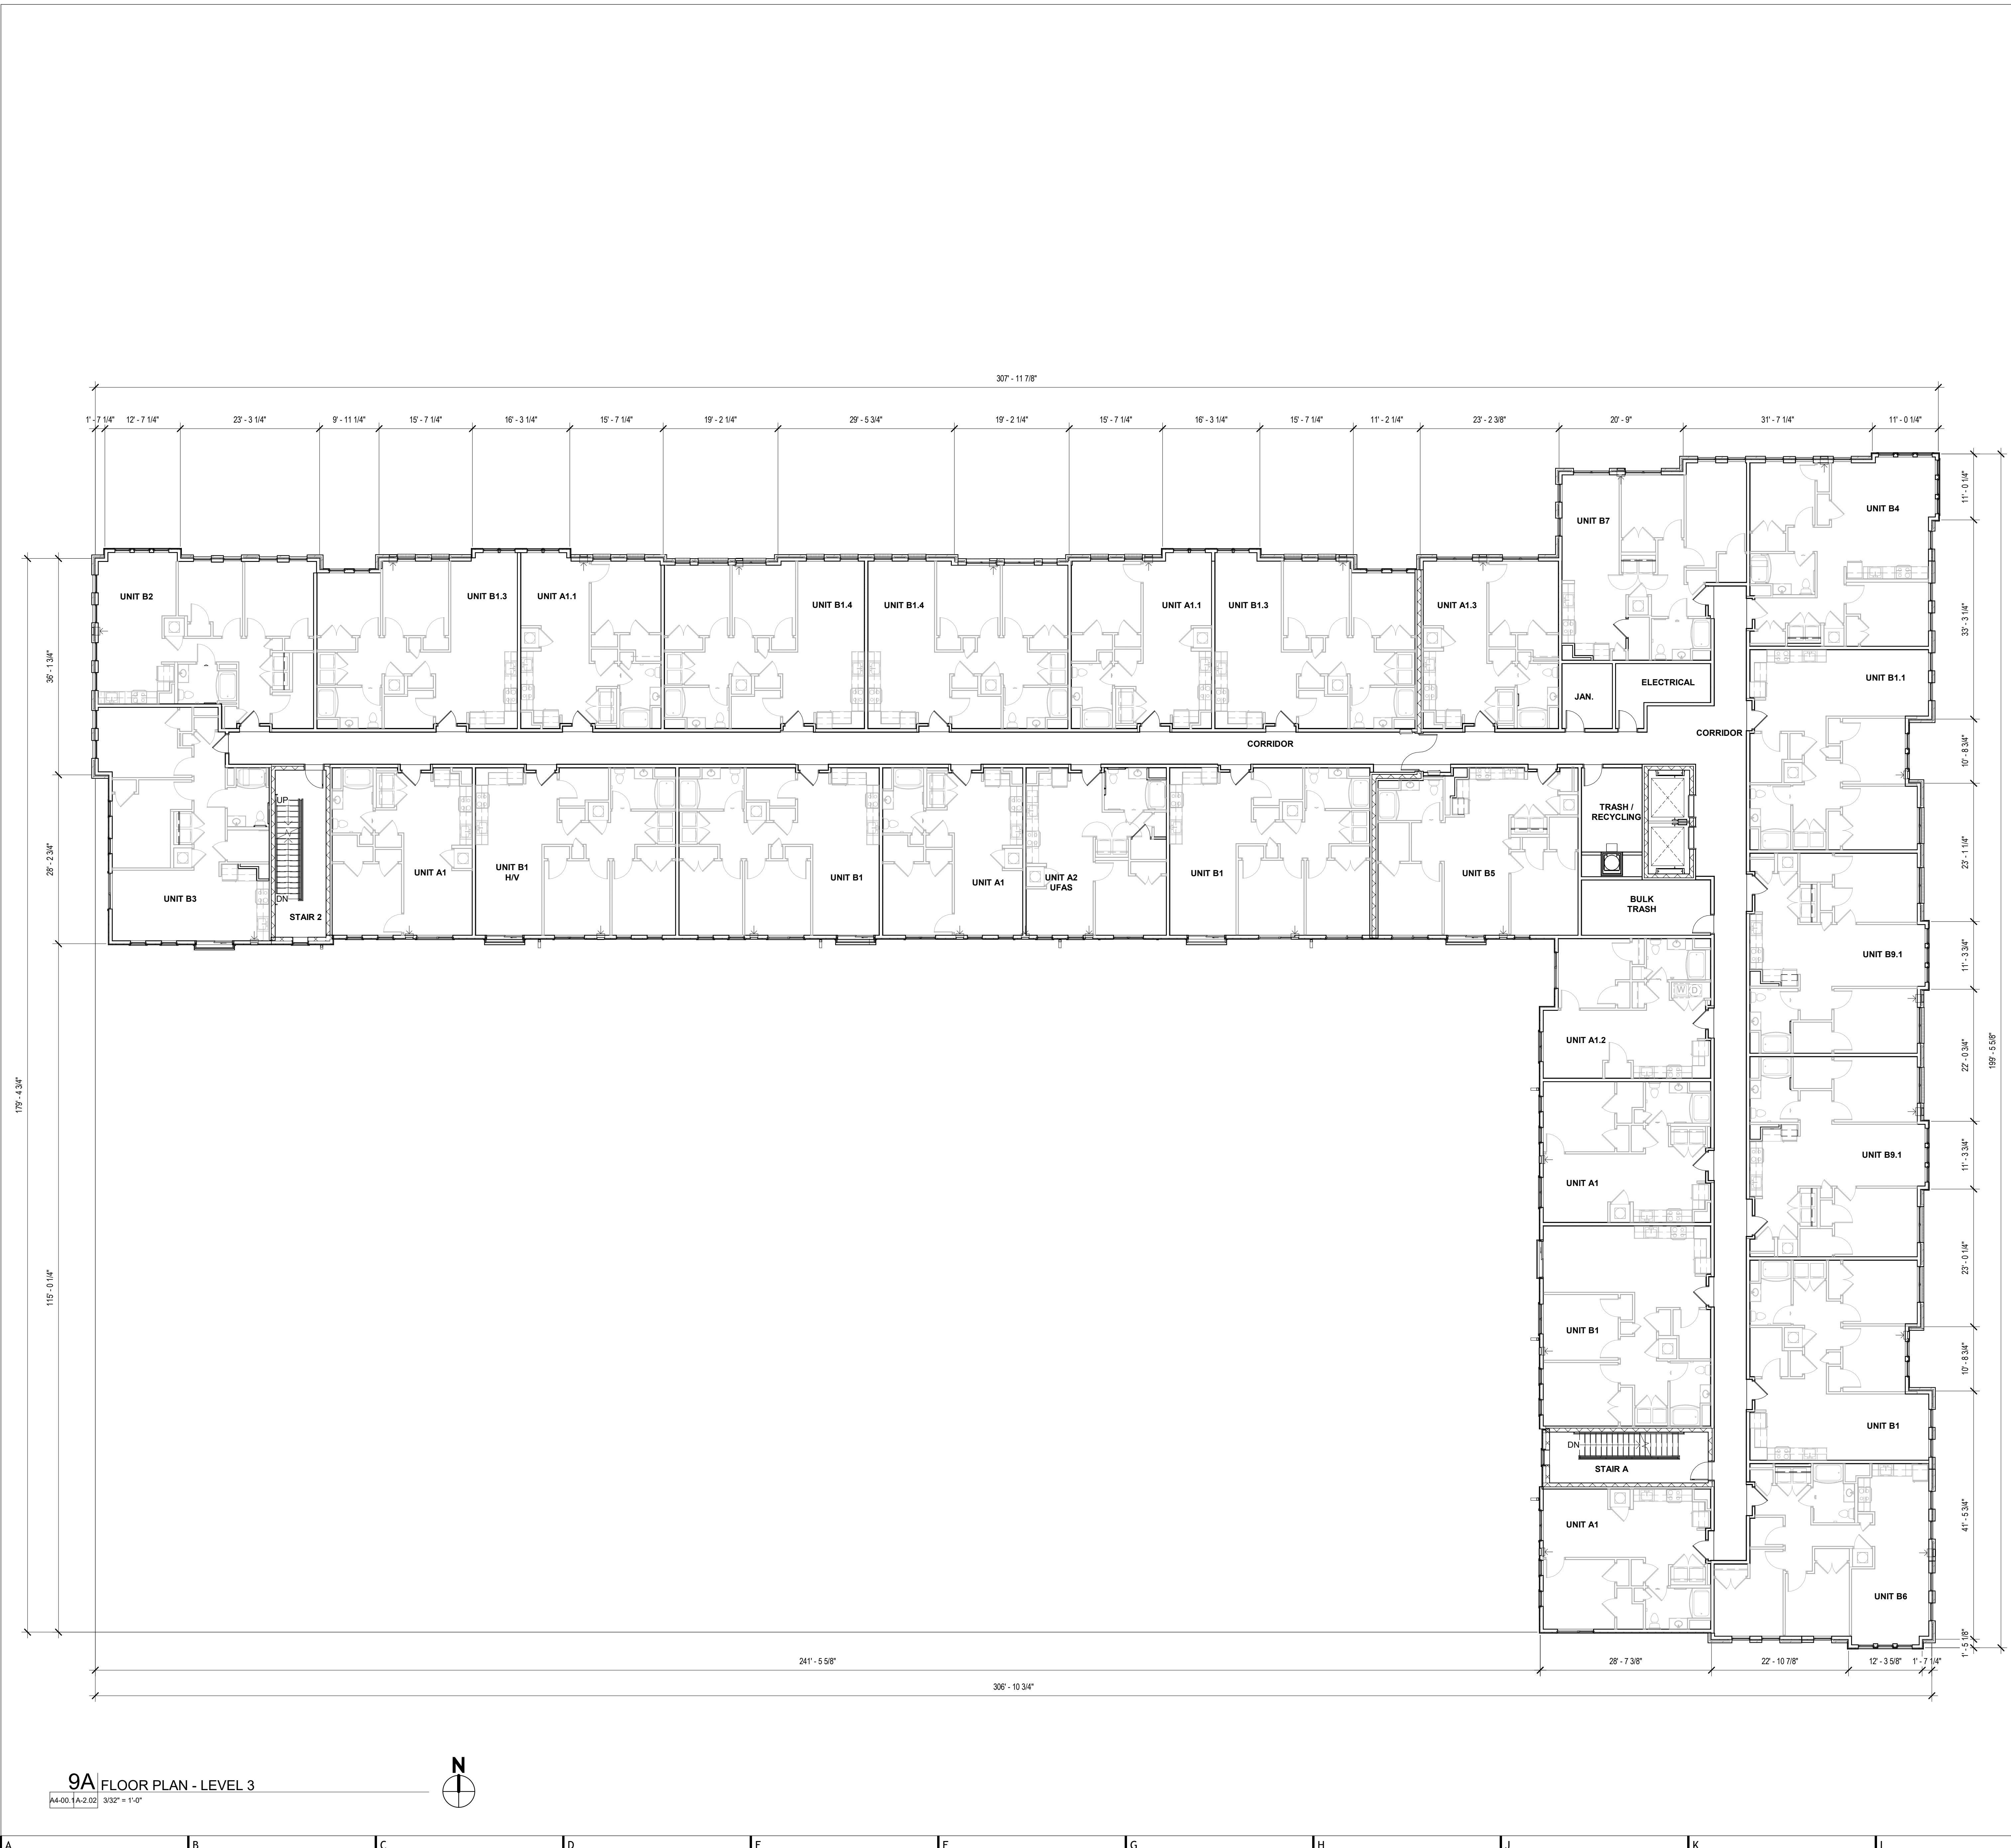 307' - 11 7/8"
1' - 7 1/4"
12' - 7 1/4"
23' - 3 1/4"
9' - 11 1/4"
15' - 7 1/4"
16' - 3 1/4"
15' - 7 1/4"
19' - 2 1/4"
29' - 5 3/4"
19' - 2 1/4"
15' - 7 1/4"
16' - 3 1/4"
15' - 7 1/4"
11' - 2 1/4"
23' - 2 3/8"
20' - 9"
31' - 7 1/4"
11' - 0 1/4"
UNIT B2
UNIT B1.3
UNIT A1.1
UNIT B1.4
UNIT B1.4
UNIT A1.1
UNIT B1.3
UNIT A1.3
UNIT B7
UNIT B4
JAN.
ELECTRICAL
UNIT B1.1
CORRIDOR
CORRIDOR
UNIT B3
UP
DN
STAIR 2
UNIT A1
UNIT B1
H/V
UNIT B1
UNIT A1
UNIT A2
UFAS
UNIT B1
UNIT B5
TRASH /
RECYCLING
BULK
TRASH
UNIT B9.1
W D
UNIT A1.2
UNIT B9.1
UNIT A1
UNIT B1
UNIT B1
DN
STAIR A
UNIT A1
UNIT B6
36' - 1 3/4"
28' - 2 3/4"
179' - 4 3/4"
115' - 0 1/4"
11' - 0 1/4"
33' - 3 1/4"
10' - 8 3/4"
23' - 1 1/4"
11' - 3 3/4"
22' - 0 3/4"
199' - 5 5/8"
11' - 3 3/4"
23' - 0 1/4"
10' - 8 3/4"
41' - 5 3/4"
1' - 5 1/8"
241' - 5 5/8"
28' - 7 3/8"
22' - 10 7/8"
12' - 3 5/8"
1' - 7 1/4"
306' - 10 3/4"
N
9A FLOOR PLAN - LEVEL 3
A4-00.1 A-2.02 3/32" = 1'-0"
A B C D E F G H J K L